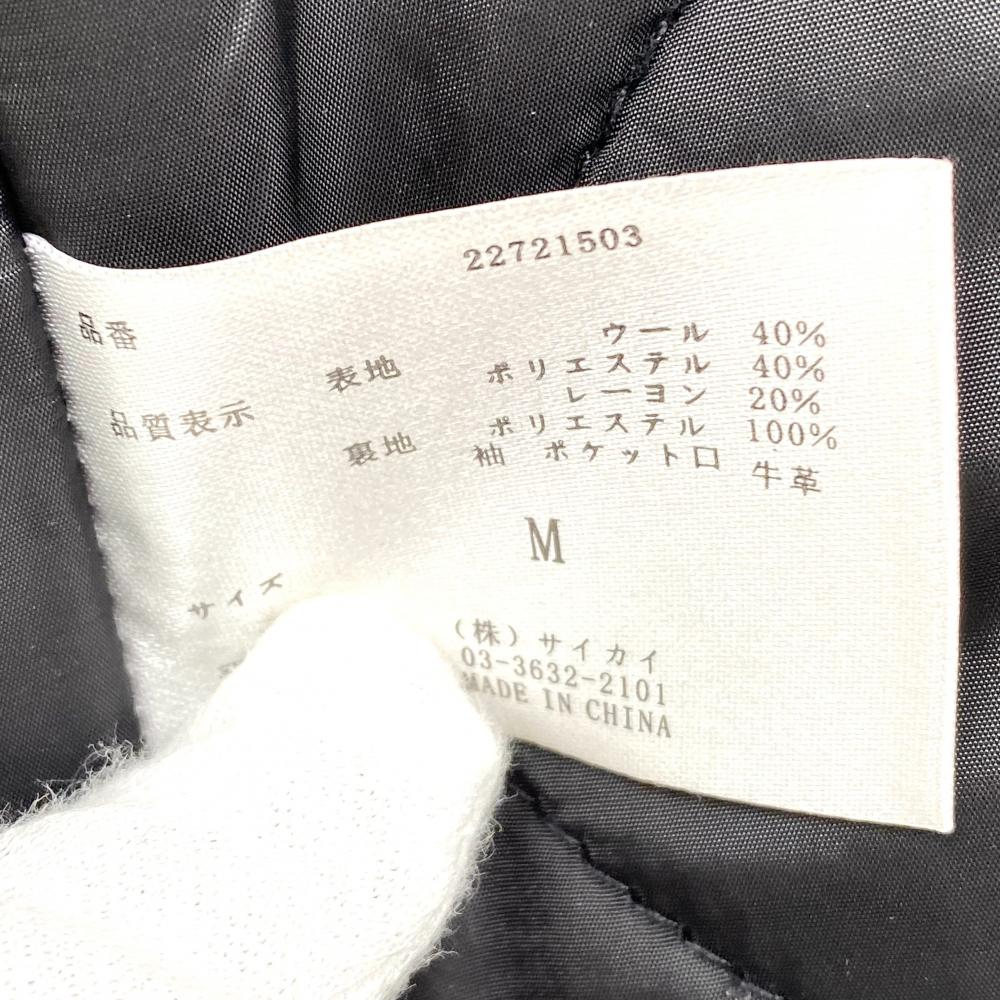 品番 22721503
品質表示 表地 ウール 40%
ポリエステル 40%
レーヨン 20%
裏地 ポリエステル 100%
袖 ポケット口 牛革
サイズ M
(株)サイカイ
03-3632-2101
MADE IN CHINA